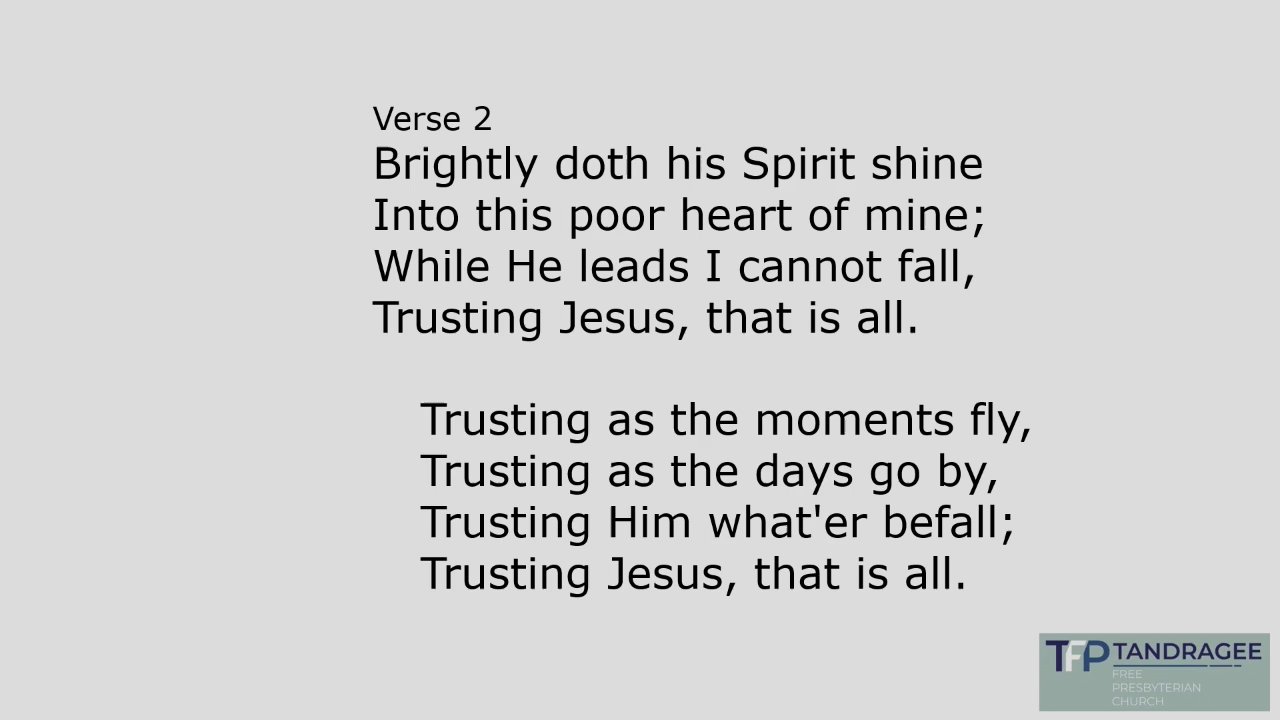 Verse 2
Brightly doth his Spirit shine
Into this poor heart of mine;
While He leads I cannot fall,
Trusting Jesus, that is all.
Trusting as the moments fly,
Trusting as the days go by,
Trusting Him what'er befall;
Trusting Jesus, that is all.
TFP TANDRAGEE
FREE
PRESBYTERIAN
CHURCH